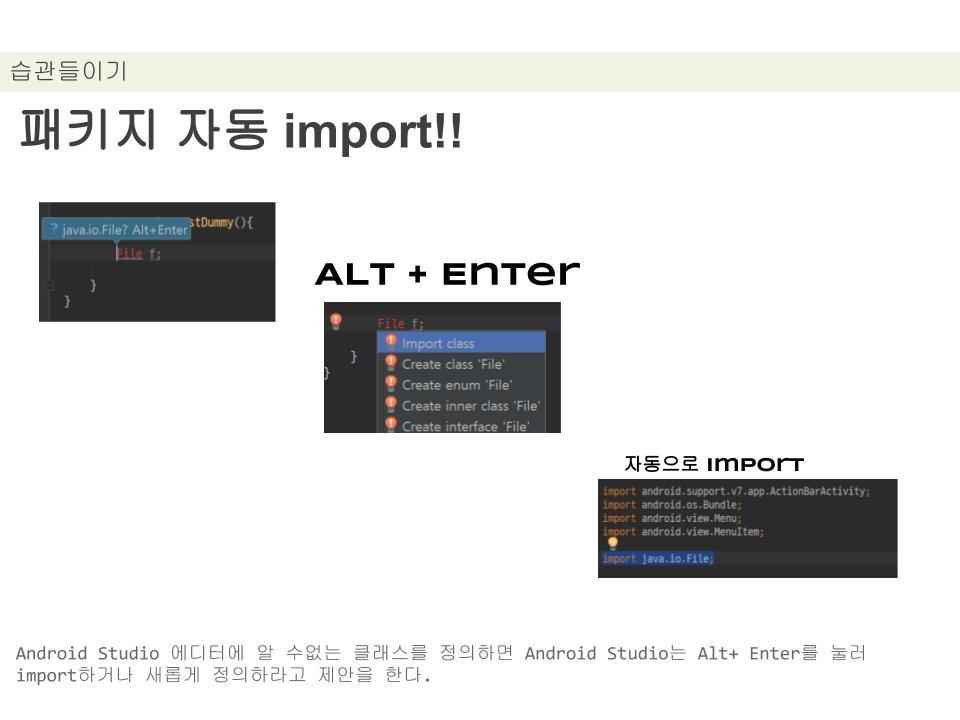 습관들이기
패키지 자동 import!!
stDummy(){
? java.io.File? Alt+Enter
File f;
}
}
ALT + Enter
File f;
Import class
}
Create class 'File'
}
Create enum 'File'
Create inner class 'File'
Create interface 'File'
자동으로 import
import android.support.v7.app.ActionBarActivity;
import android.os.Bundle;
import android.view.Menu;
import android.view.MenuItem;
import java.io.File;
Android Studio 에디터에 알 수없는 클래스를 정의하면 Android Studio는 Alt+ Enter를 눌러
import하거나 새롭게 정의하라고 제안을 한다.